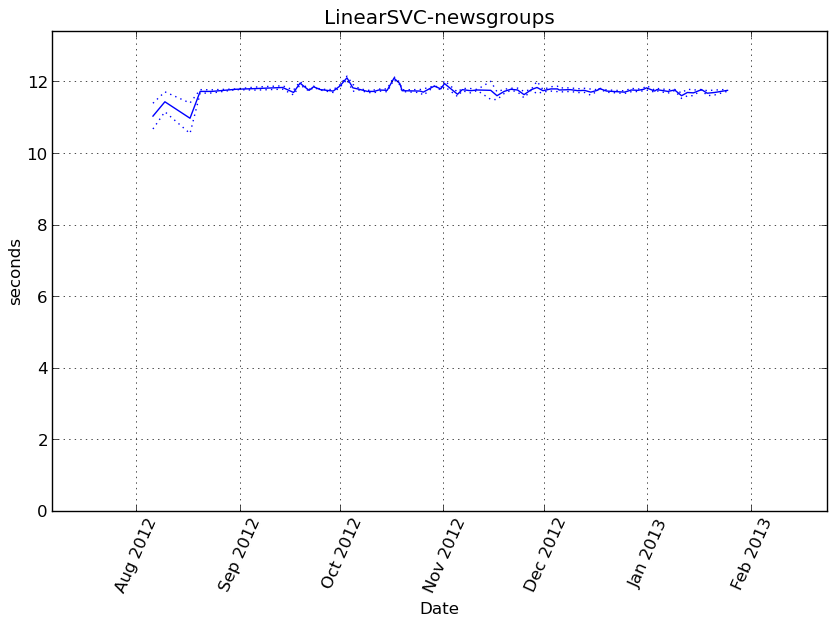 LinearSVC-newsgroups
12
10
8
6
4
2
0
seconds
Aug 2012
Sep 2012
Oct 2012
Nov 2012
Dec 2012
Jan 2013
Feb 2013
Date